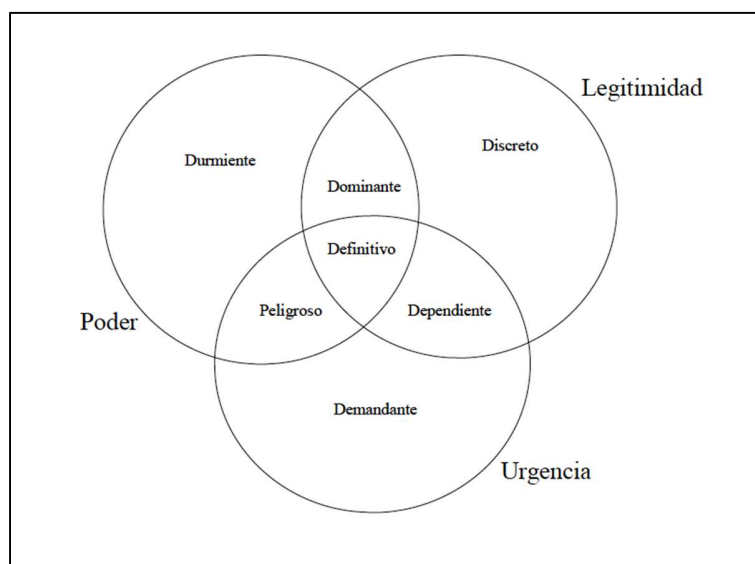 Legitimidad
Durmiente
Discreto
Dominante
Definitivo
Peligroso
Dependiente
Poder
Demandante
Urgencia